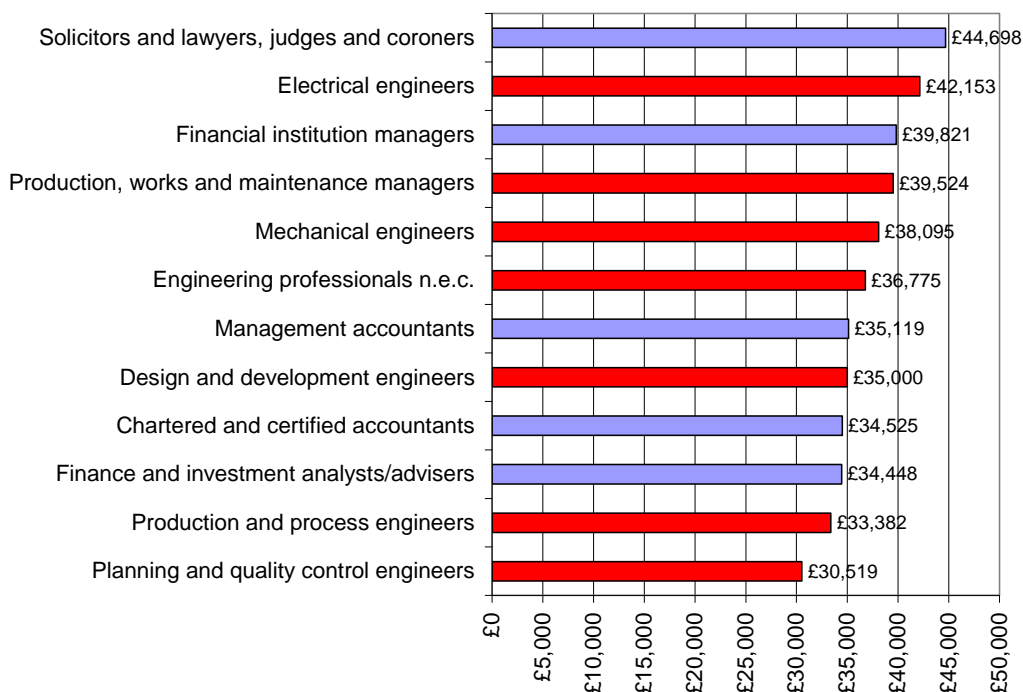 Solicitors and lawyers, judges and coroners £44,698
Electrical engineers £42,153
Financial institution managers £39,821
Production, works and maintenance managers £39,524
Mechanical engineers £38,095
Engineering professionals n.e.c. £36,775
Management accountants £35,119
Design and development engineers £35,000
Chartered and certified accountants £34,525
Finance and investment analysts/advisers £34,448
Production and process engineers £33,382
Planning and quality control engineers £30,519
£0
£5,000
£10,000
£15,000
£20,000
£25,000
£30,000
£35,000
£40,000
£45,000
£50,000